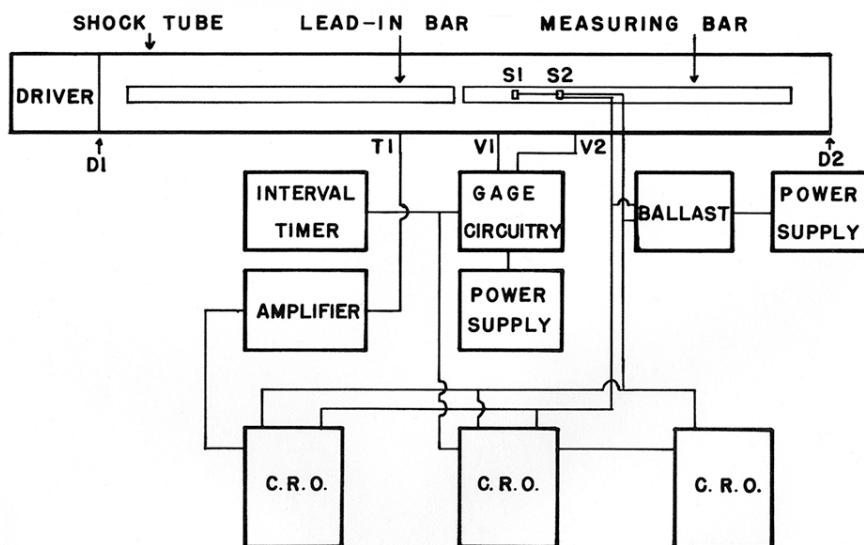 SHOCK TUBE
LEAD-IN BAR
MEASURING BAR
DRIVER
S1
S2
D1
T1
V1
V2
D2
INTERVAL
TIMER
GAGE
CIRCUITRY
BALLAST
POWER
SUPPLY
AMPLIFIER
POWER
SUPPLY
C.R.O.
C.R.O.
C.R.O.